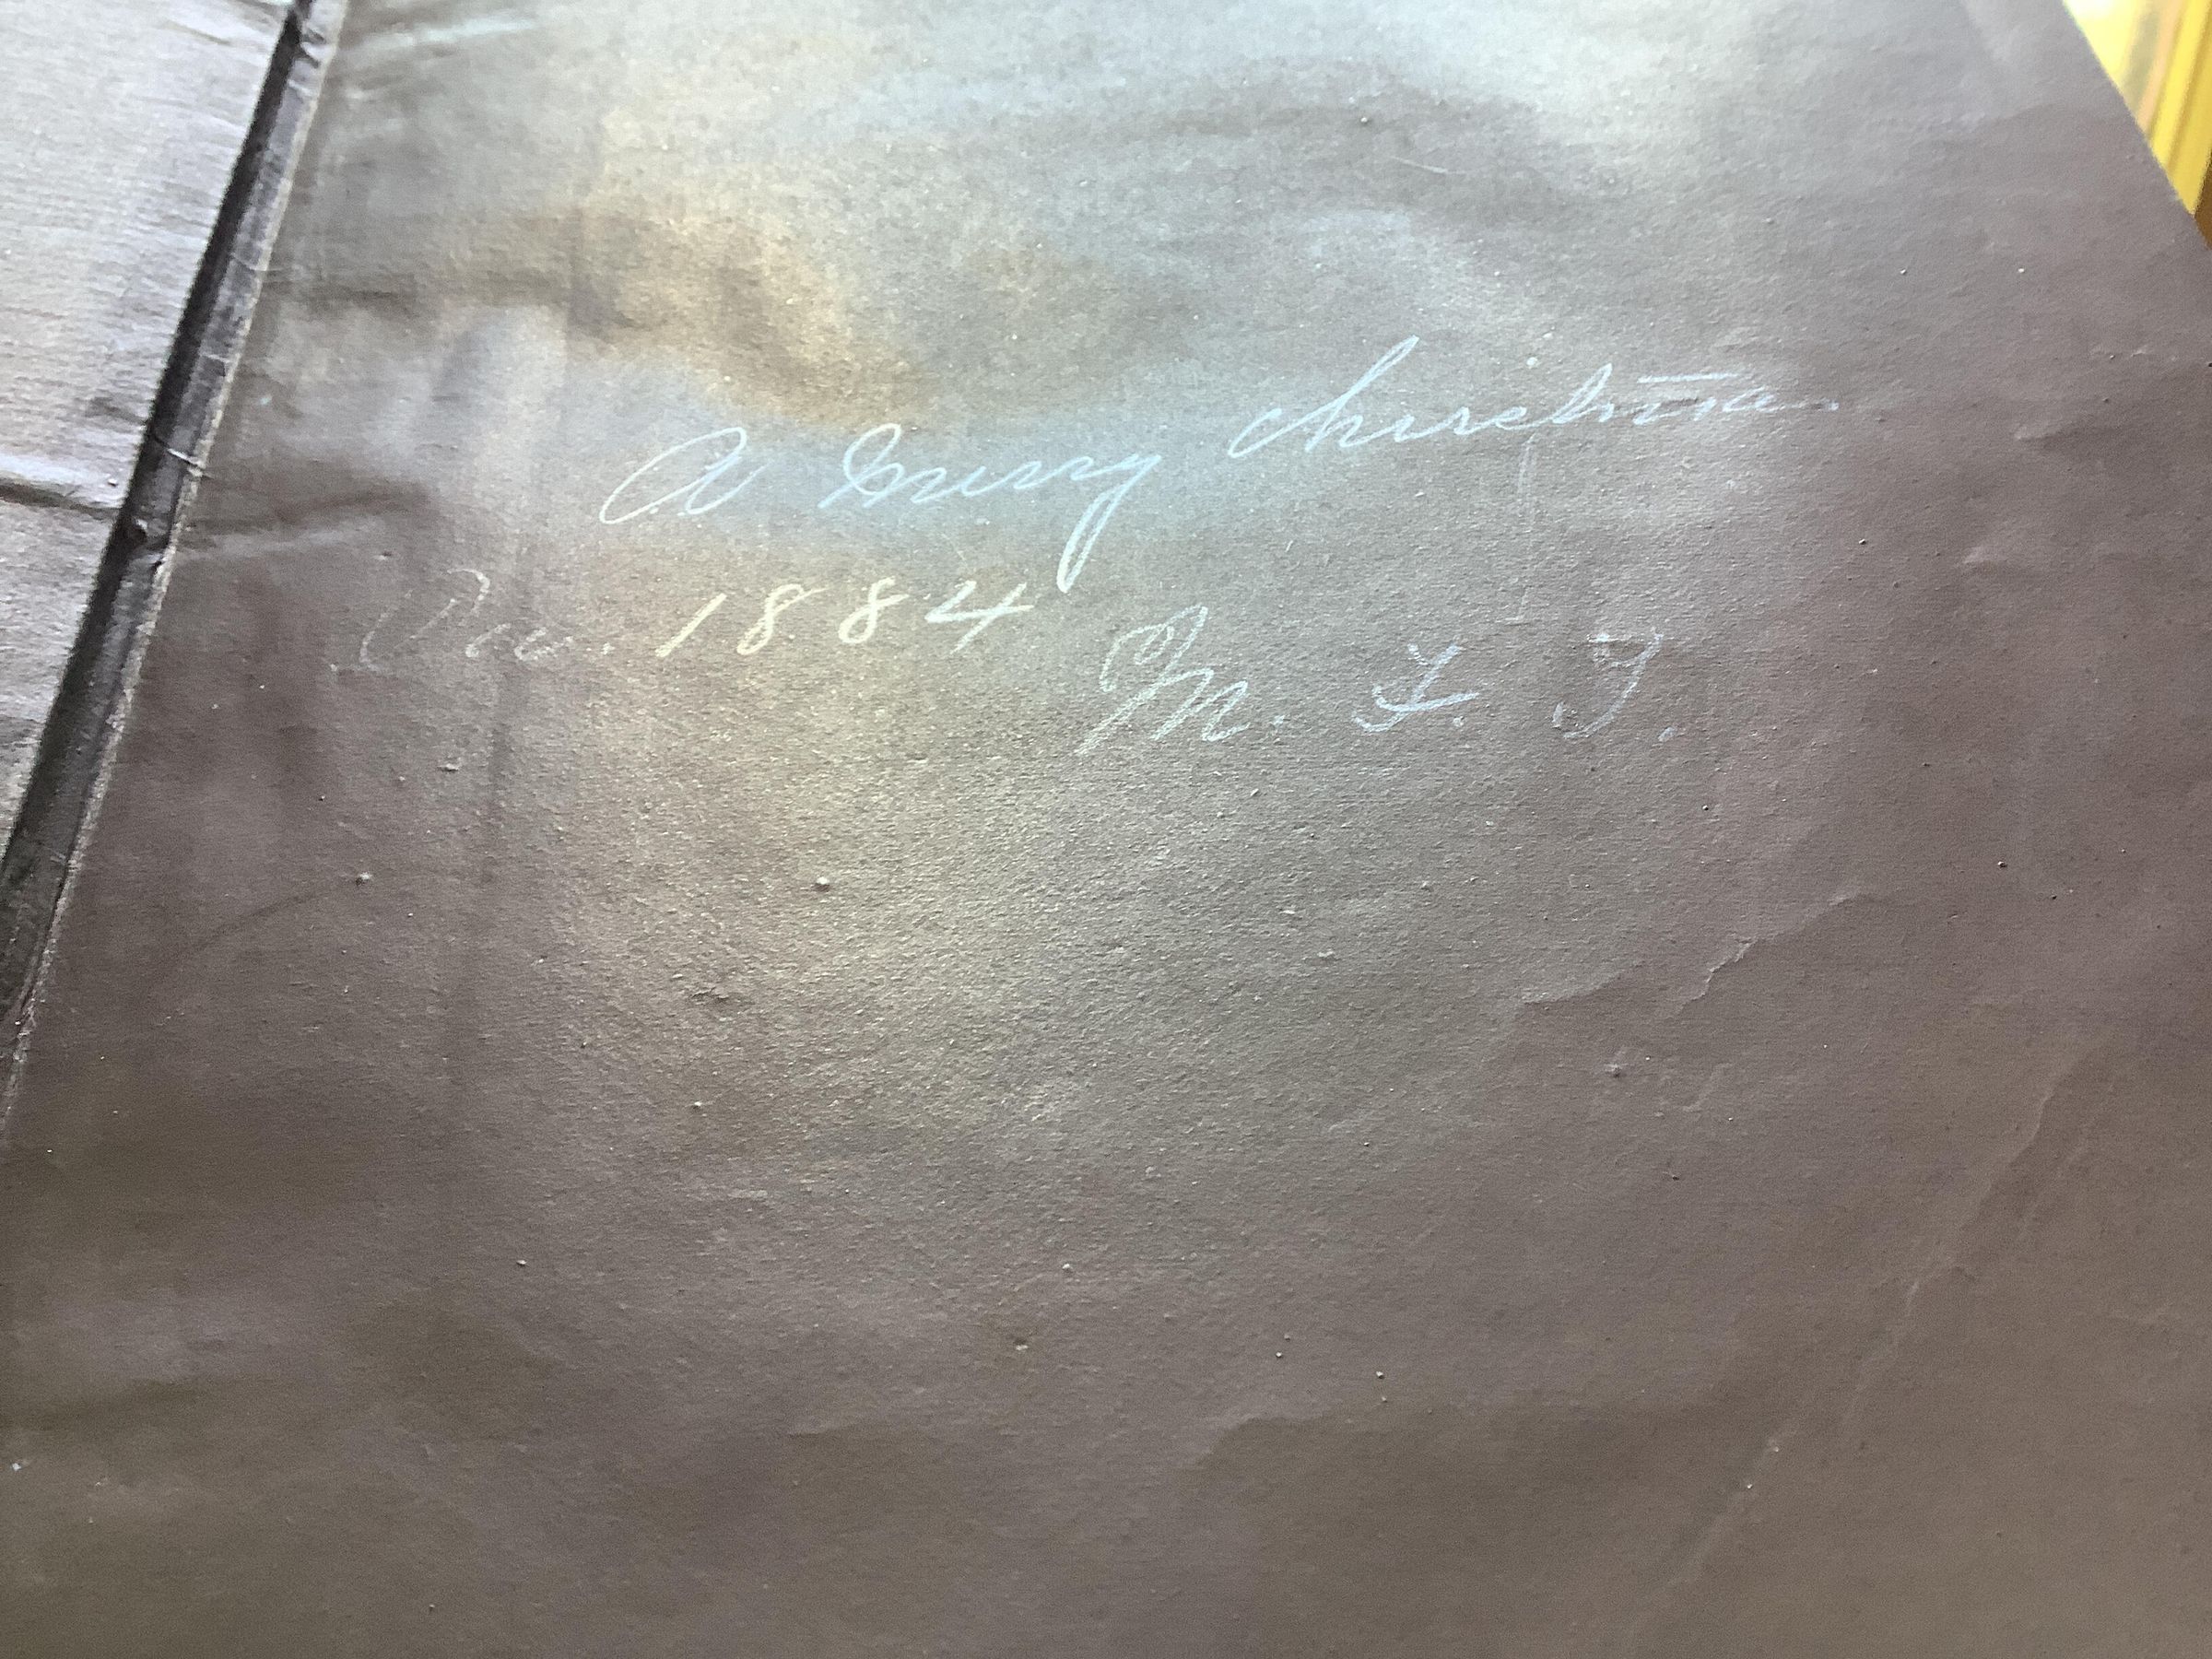 A Merry Christmas.
Dec. 1884
M. F. F.